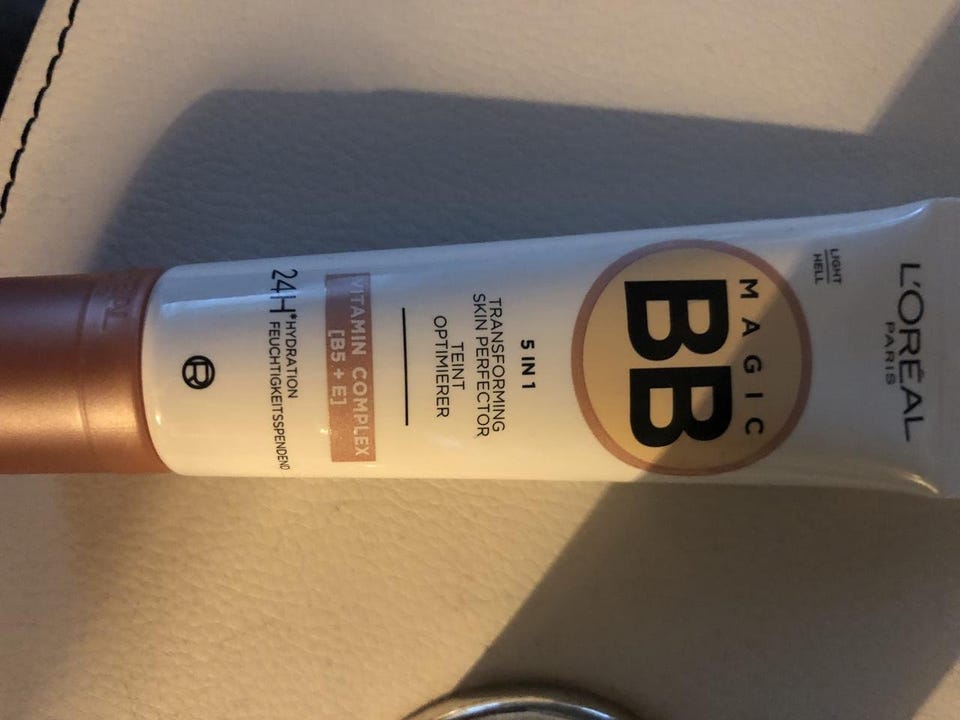 L'ORÉAL
PARIS
LIGHT
HELL
MAGIC
BB
5 IN 1
TRANSFORMING
SKIN PERFECTOR
TEINT
OPTIMIERER
VITAMIN COMPLEX
[B5 + E]
24H*HYDRATION
FEUCHTIGKEITSSPENDEND